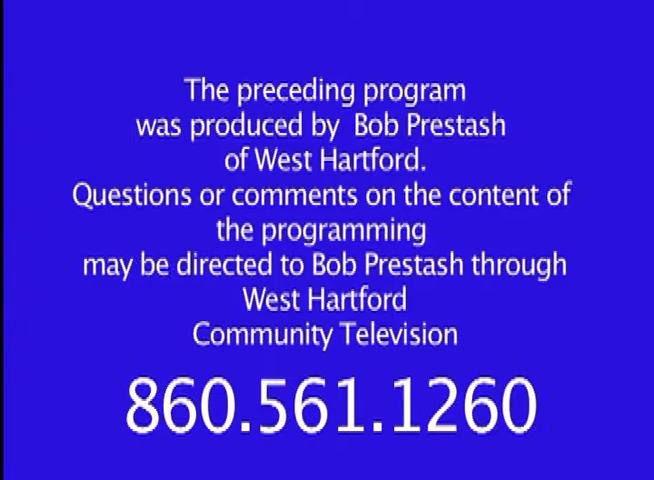 The preceding program
was produced by Bob Prestash
of West Hartford.
Questions or comments on the content of
the programming
may be directed to Bob Prestash through
West Hartford
Community Television
860.561.1260